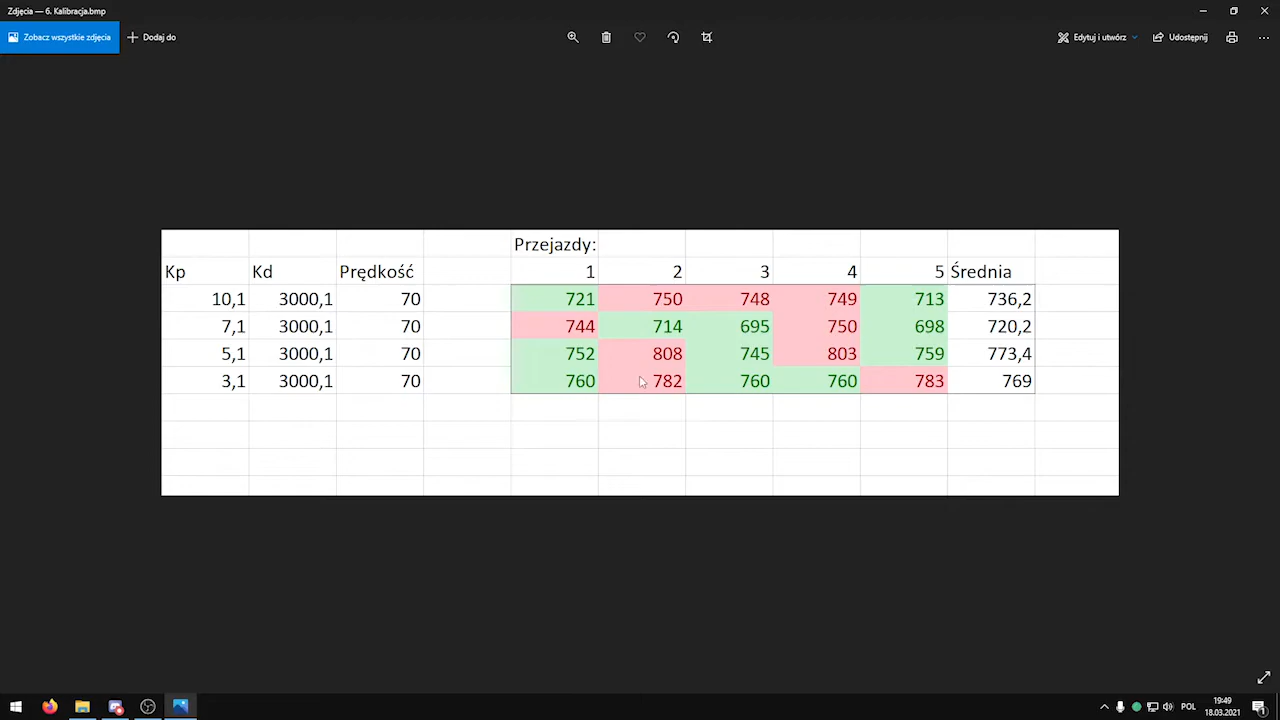 Zdjęcia — 6. Kalibracja.bmp
Zobacz wszystkie zdjęcia
Dodaj do
Edytuj i utwórz
Udostępnij
Przejazdy:
Kp Kd Prędkość 1 2 3 4 5 Średnia
10,1 3000,1 70 721 750 748 749 713 736,2
7,1 3000,1 70 744 714 695 750 698 720,2
5,1 3000,1 70 752 808 745 803 759 773,4
3,1 3000,1 70 760 782 760 760 783 769
POL
19:49
18.03.2021
1